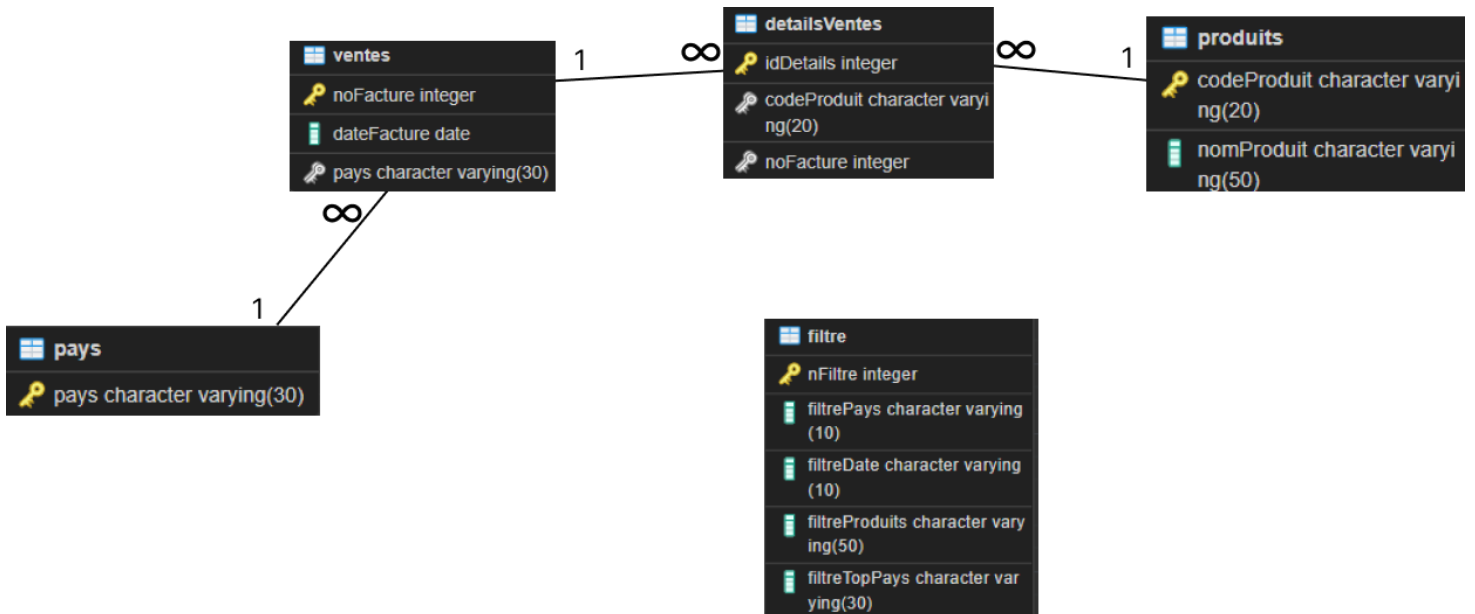 ventes
noFacture integer
dateFacture date
pays character varying(30)
1
∞
detailsVentes
idDetails integer
codeProduit character varyi
ng(20)
noFacture integer
∞
1
produits
codeProduit character varyi
ng(20)
nomProduit character varyi
ng(50)
∞
1
pays
pays character varying(30)
filtre
nFiltre integer
filtrePays character varying
(10)
filtreDate character varying
(10)
filtreProduits character vary
ing(50)
filtreTopPays character var
ying(30)